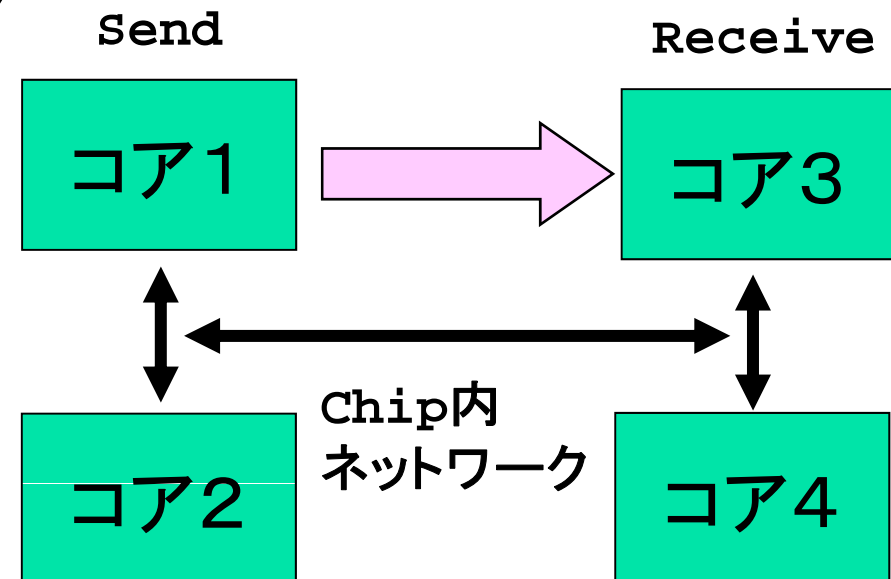 Send
Receive
コア１
コア３
Chip内
ネットワーク
コア２
コア４